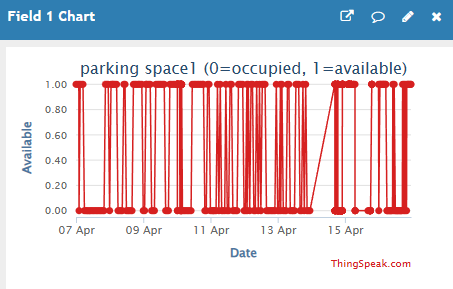 Field 1 Chart
parking space1 (0=occupied, 1=available)
1.00
0.80
0.60
0.40
0.20
0.00
Available
07 Apr 09 Apr 11 Apr 13 Apr 15 Apr
Date
ThingSpeak.com